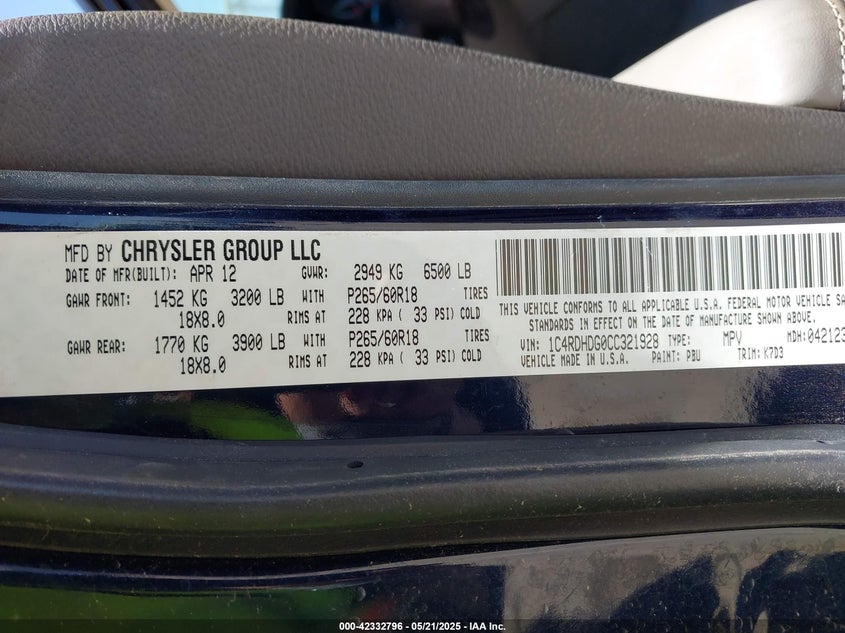 MFD BY CHRYSLER GROUP LLC
DATE OF MFR(BUILT): APR 12 GVWR: 2949 KG 6500 LB
GAWR FRONT: 1452 KG 3200 LB WITH P265/60R18 TIRES
18X8.0 RIMS AT 228 KPA ( 33 PSI) COLD
GAWR REAR: 1770 KG 3900 LB WITH P265/60R18 TIRES
18X8.0 RIMS AT 228 KPA ( 33 PSI) COLD
THIS VEHICLE CONFORMS TO ALL APPLICABLE U.S.A. FEDERAL MOTOR VEHICLE SA
STANDARDS IN EFFECT ON THE DATE OF MANUFACTURE SHOWN ABOVE.
VIN: 1C4RDHDG0CC321928 TYPE: MPV MDH: 042123
VEHICLE MADE IN U.S.A. PAINT: PBU TRIM: K7D3
000-42332796 - 05/21/2025 - IAA Inc.